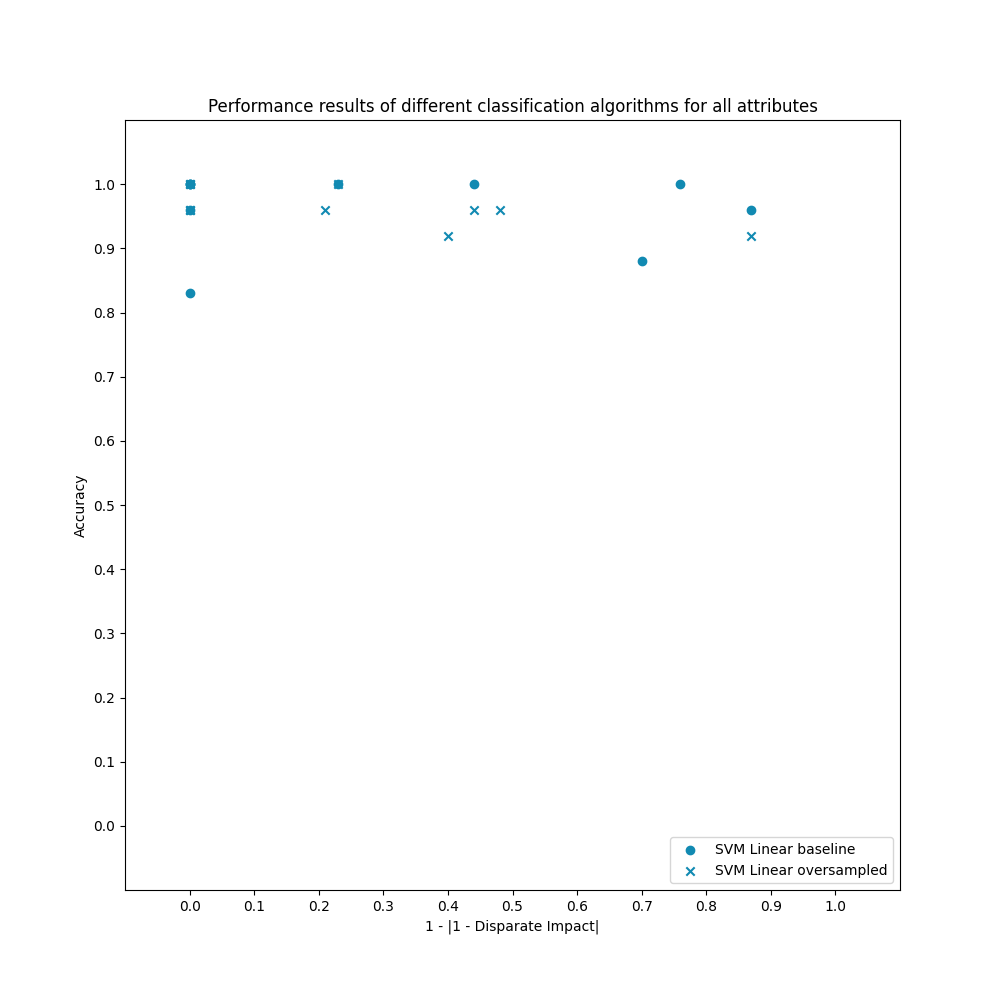 Performance results of different classification algorithms for all attributes
1.0
0.9
0.8
0.7
0.6
0.5
0.4
0.3
0.2
0.1
0.0
Accuracy
SVM Linear baseline
SVM Linear oversampled
0.0 0.1 0.2 0.3 0.4 0.5 0.6 0.7 0.8 0.9 1.0
1 - |1 - Disparate Impact|